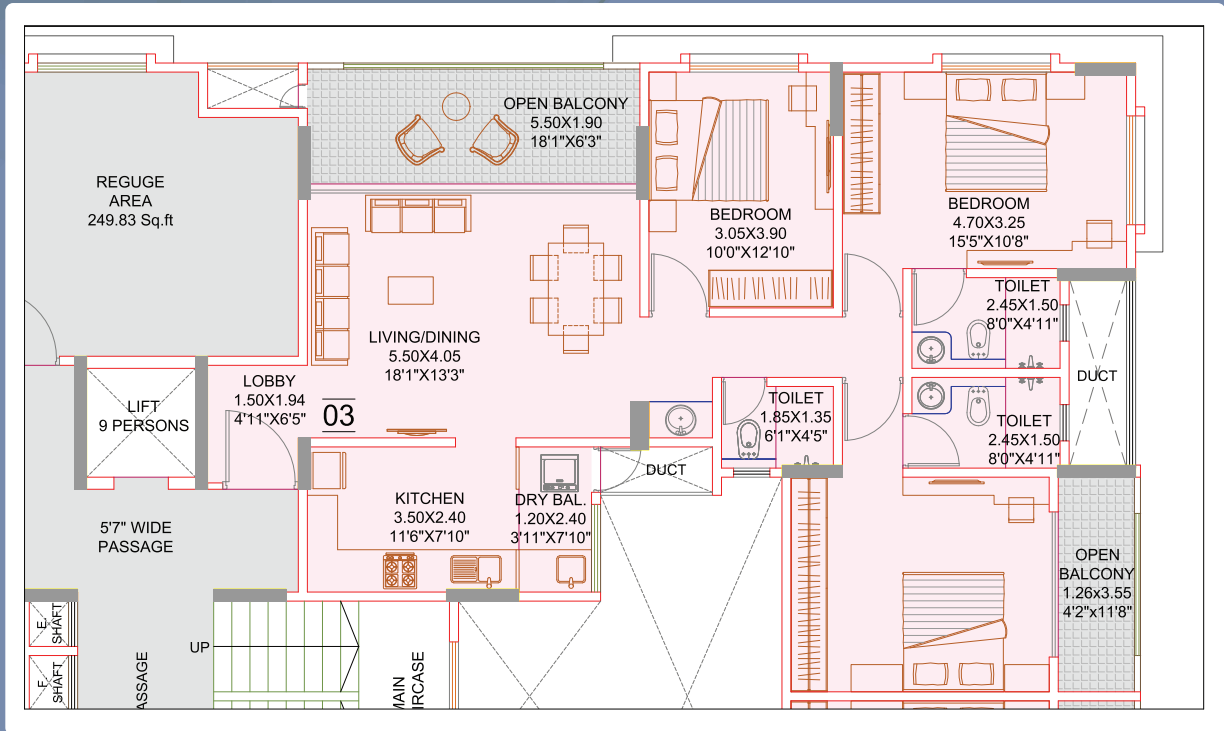 OPEN BALCONY
5.50X1.90
18'1"X6'3"
REGUGE
AREA
249.83 Sq.ft
BEDROOM
3.05X3.90
10'0"X12'10"
BEDROOM
4.70X3.25
15'5"X10'8"
TOILET
2.45X1.50
8'0"X4'11"
LIVING/DINING
5.50X4.05
18'1"X13'3"
LOBBY
1.50X1.94
4'11"X6'5"
03
LIFT
9 PERSONS
TOILET
1.85X1.35
6'1"X4'5"
DUCT
TOILET
2.45X1.50
8'0"X4'11"
DUCT
KITCHEN
3.50X2.40
11'6"X7'10"
DRY BAL.
1.20X2.40
3'11"X7'10"
5'7" WIDE
PASSAGE
OPEN
BALCONY
1.26x3.55
4'2"x11'8"
E.
SHAFT
UP
F.
SHAFT
ASSAGE
MAIN
IRCASE